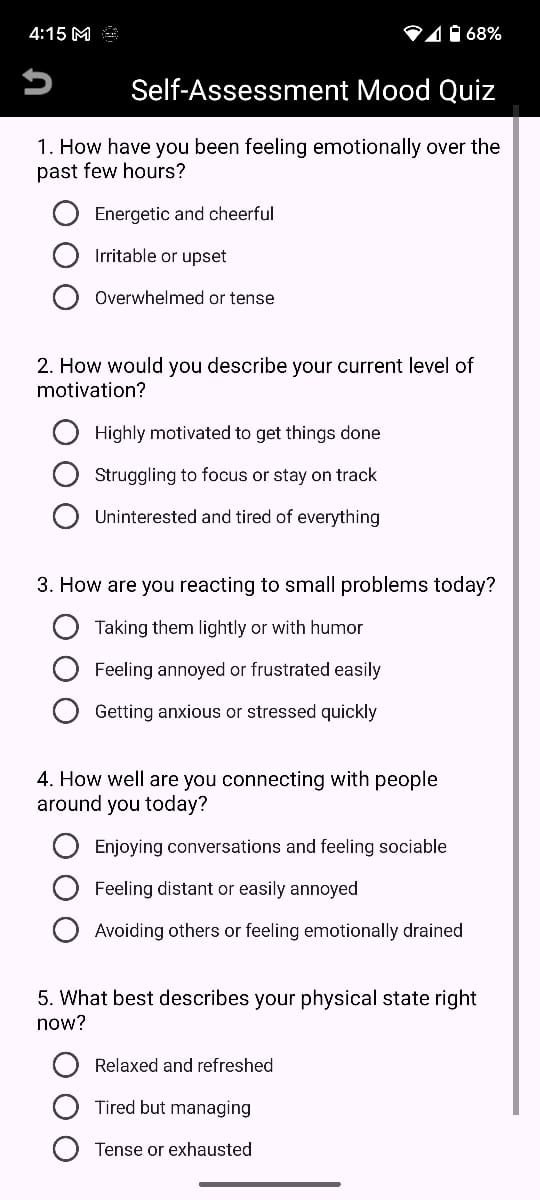 4:15 M 68%
Self-Assessment Mood Quiz
1. How have you been feeling emotionally over the
past few hours?
Energetic and cheerful
Irritable or upset
Overwhelmed or tense
2. How would you describe your current level of
motivation?
Highly motivated to get things done
Struggling to focus or stay on track
Uninterested and tired of everything
3. How are you reacting to small problems today?
Taking them lightly or with humor
Feeling annoyed or frustrated easily
Getting anxious or stressed quickly
4. How well are you connecting with people
around you today?
Enjoying conversations and feeling sociable
Feeling distant or easily annoyed
Avoiding others or feeling emotionally drained
5. What best describes your physical state right
now?
Relaxed and refreshed
Tired but managing
Tense or exhausted